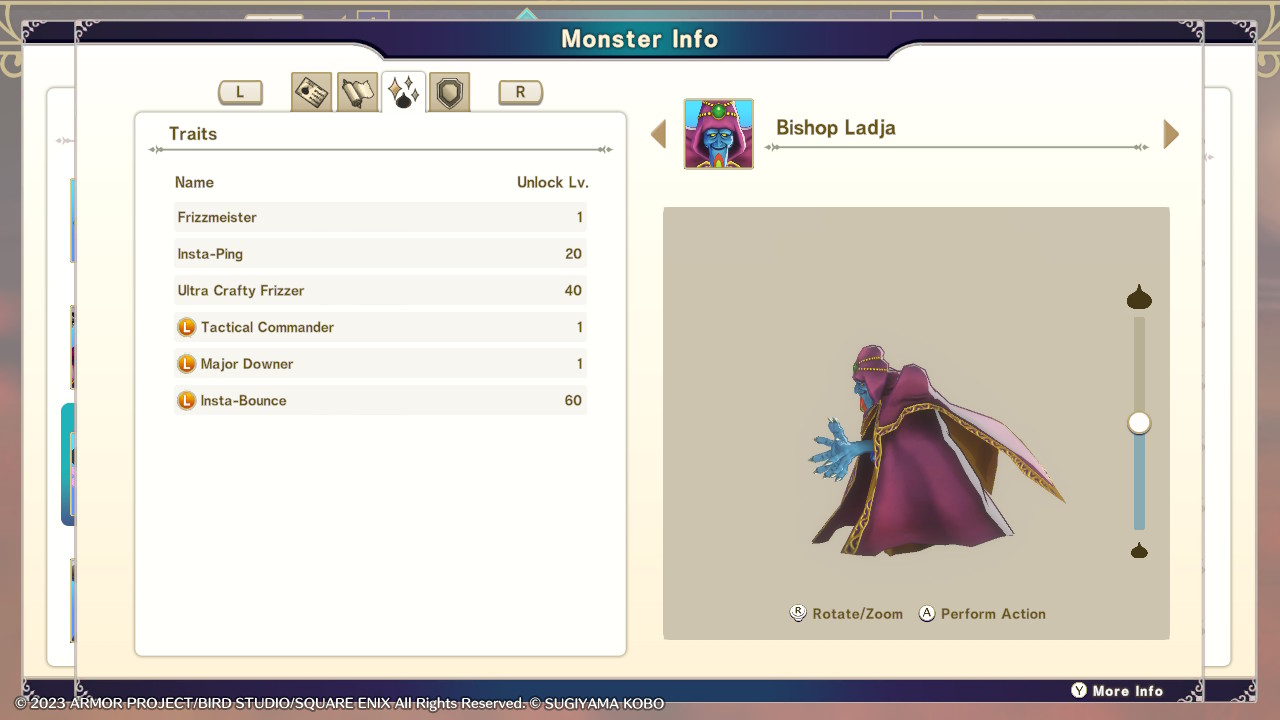 Monster Info
L
R
Traits
Name Unlock Lv.
Frizzmeister 1
Insta-Ping 20
Ultra Crafty Frizzer 40
L Tactical Commander 1
L Major Downer 1
L Insta-Bounce 60
Bishop Ladja
R Rotate/Zoom A Perform Action
Y More Info
© 2023 ARMOR PROJECT/BIRD STUDIO/SQUARE ENIX All Rights Reserved. © SUGIYAMA KOBO